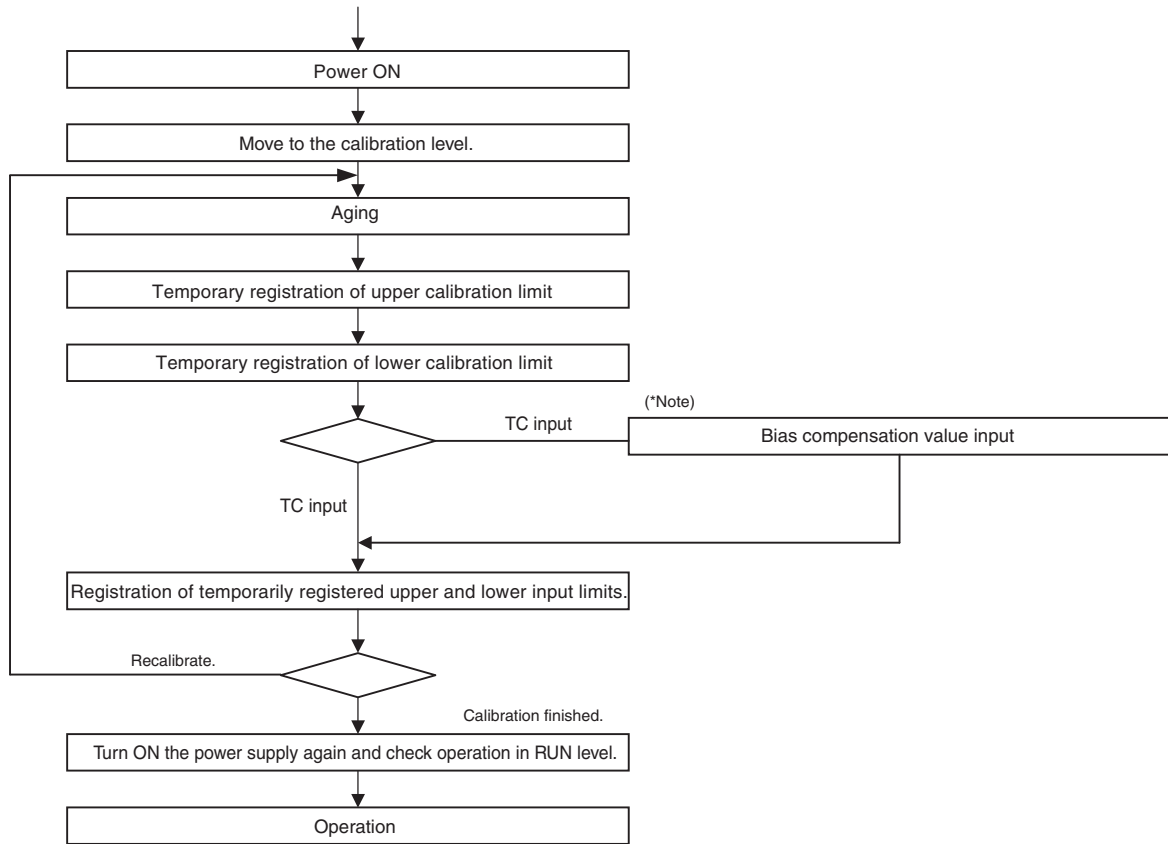 Power ON
Move to the calibration level.
Aging
Temporary registration of upper calibration limit
Temporary registration of lower calibration limit
(*Note)
TC input
Bias compensation value input
TC input
Registration of temporarily registered upper and lower input limits.
Recalibrate.
Calibration finished.
Turn ON the power supply again and check operation in RUN level.
Operation